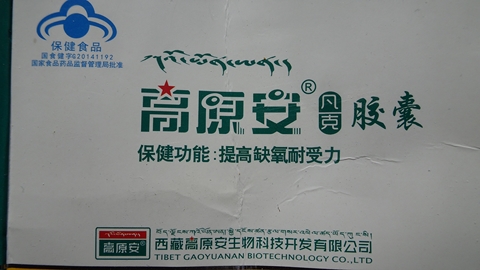 保健食品
国食健字G20141192
国家食品药品监督管理局批准
高原安® 凡克 胶囊
保健功能:提高缺氧耐受力
高原安® 西藏高原安生物科技开发有限公司
TIBET GAOYUANAN BIOTECHNOLOGY CO.,LTD